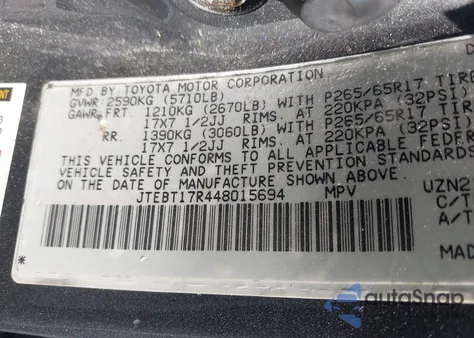 MFD. BY: TOYOTA MOTOR CORPORATION
GVWR: 2590KG (5710LB)
GAWR: FRT. 1210KG (2670LB) WITH P265/65R17 TIRE
17X7 1/2JJ RIMS, AT 220KPA (32PSI)
RR. 1390KG (3060LB) WITH P265/65R17 TIR
17X7 1/2JJ RIMS, AT 220KPA (32PSI)
THIS VEHICLE CONFORMS TO ALL APPLICABLE FEDERAL
VEHICLE SAFETY AND THEFT PREVENTION STANDARDS
ON THE DATE OF MANUFACTURE SHOWN ABOVE.
JTEBT17R448015694 MPV
UZN2
C/T
A/T
MAD
autoSnap